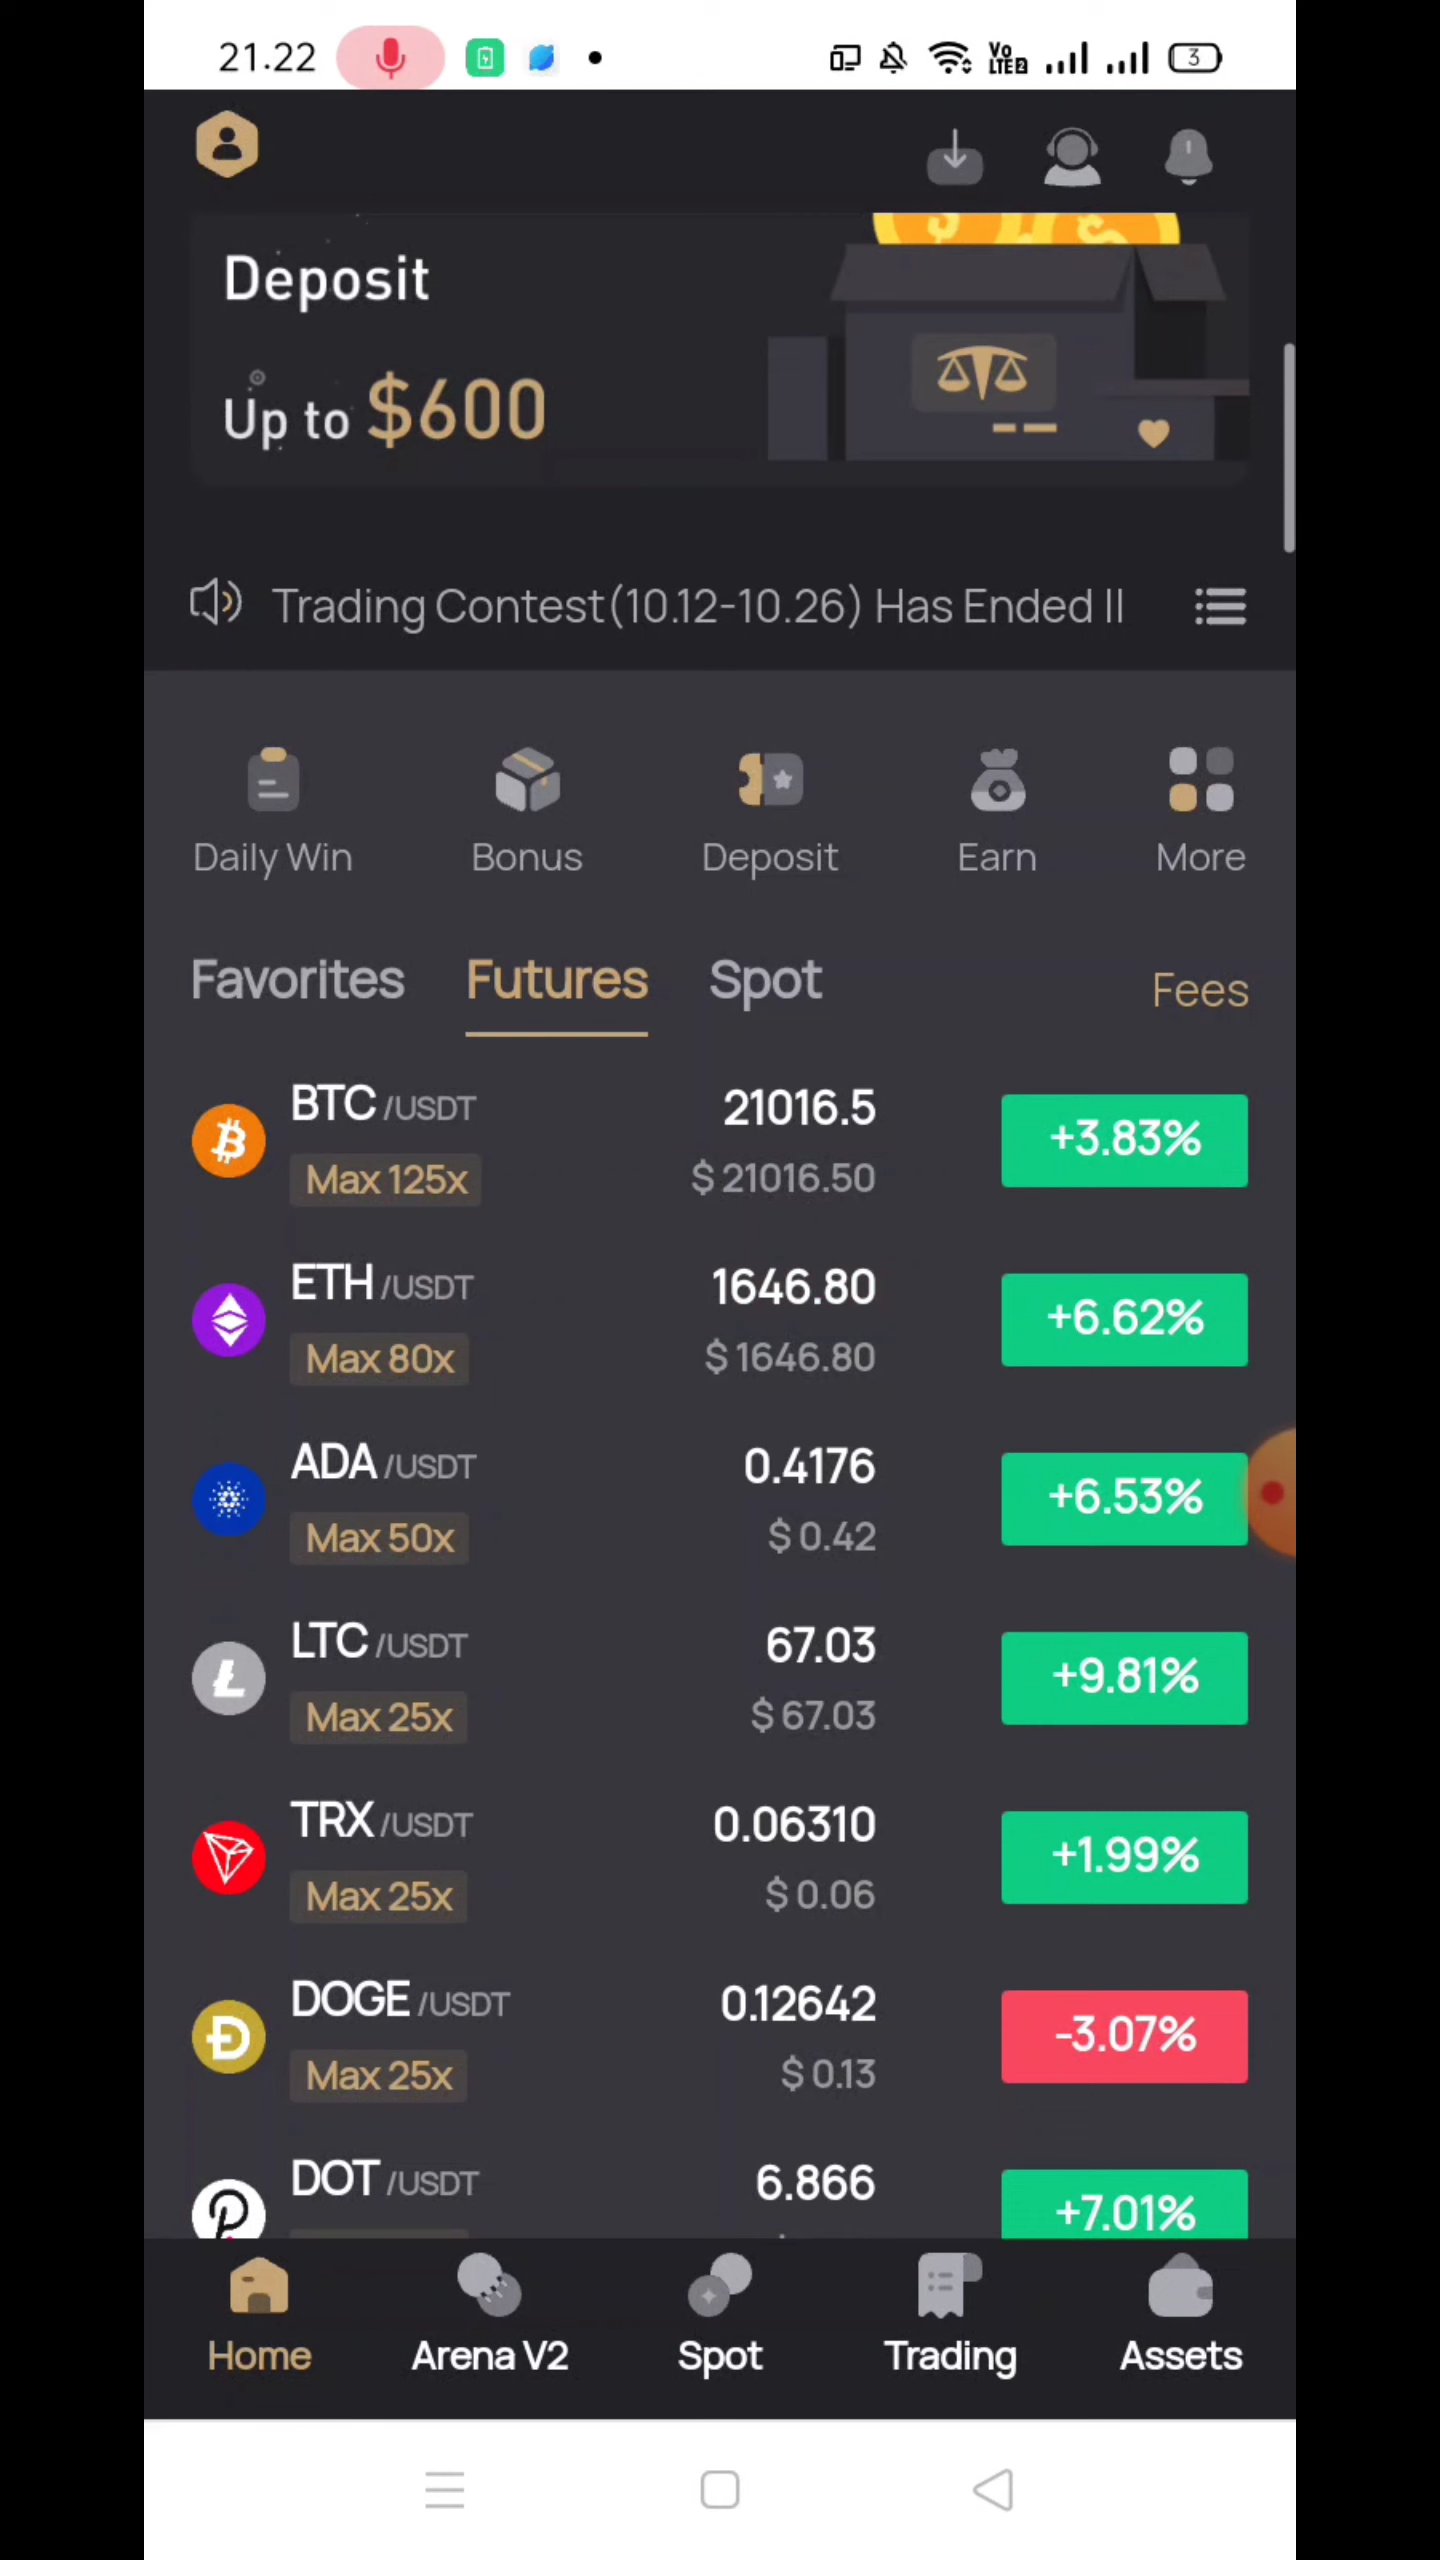 21.22
Vo
LTE2
3
Deposit
Up to $600
Trading Contest(10.12-10.26) Has Ended II
Daily Win Bonus Deposit Earn More
Favorites Futures Spot Fees
BTC /USDT 21016.5 +3.83%
Max 125x $ 21016.50
ETH /USDT 1646.80 +6.62%
Max 80x $ 1646.80
ADA /USDT 0.4176 +6.53%
Max 50x $ 0.42
LTC /USDT 67.03 +9.81%
Max 25x $ 67.03
TRX /USDT 0.06310 +1.99%
Max 25x $ 0.06
DOGE /USDT 0.12642 -3.07%
Max 25x $ 0.13
DOT /USDT 6.866 +7.01%
Home Arena V2 Spot Trading Assets